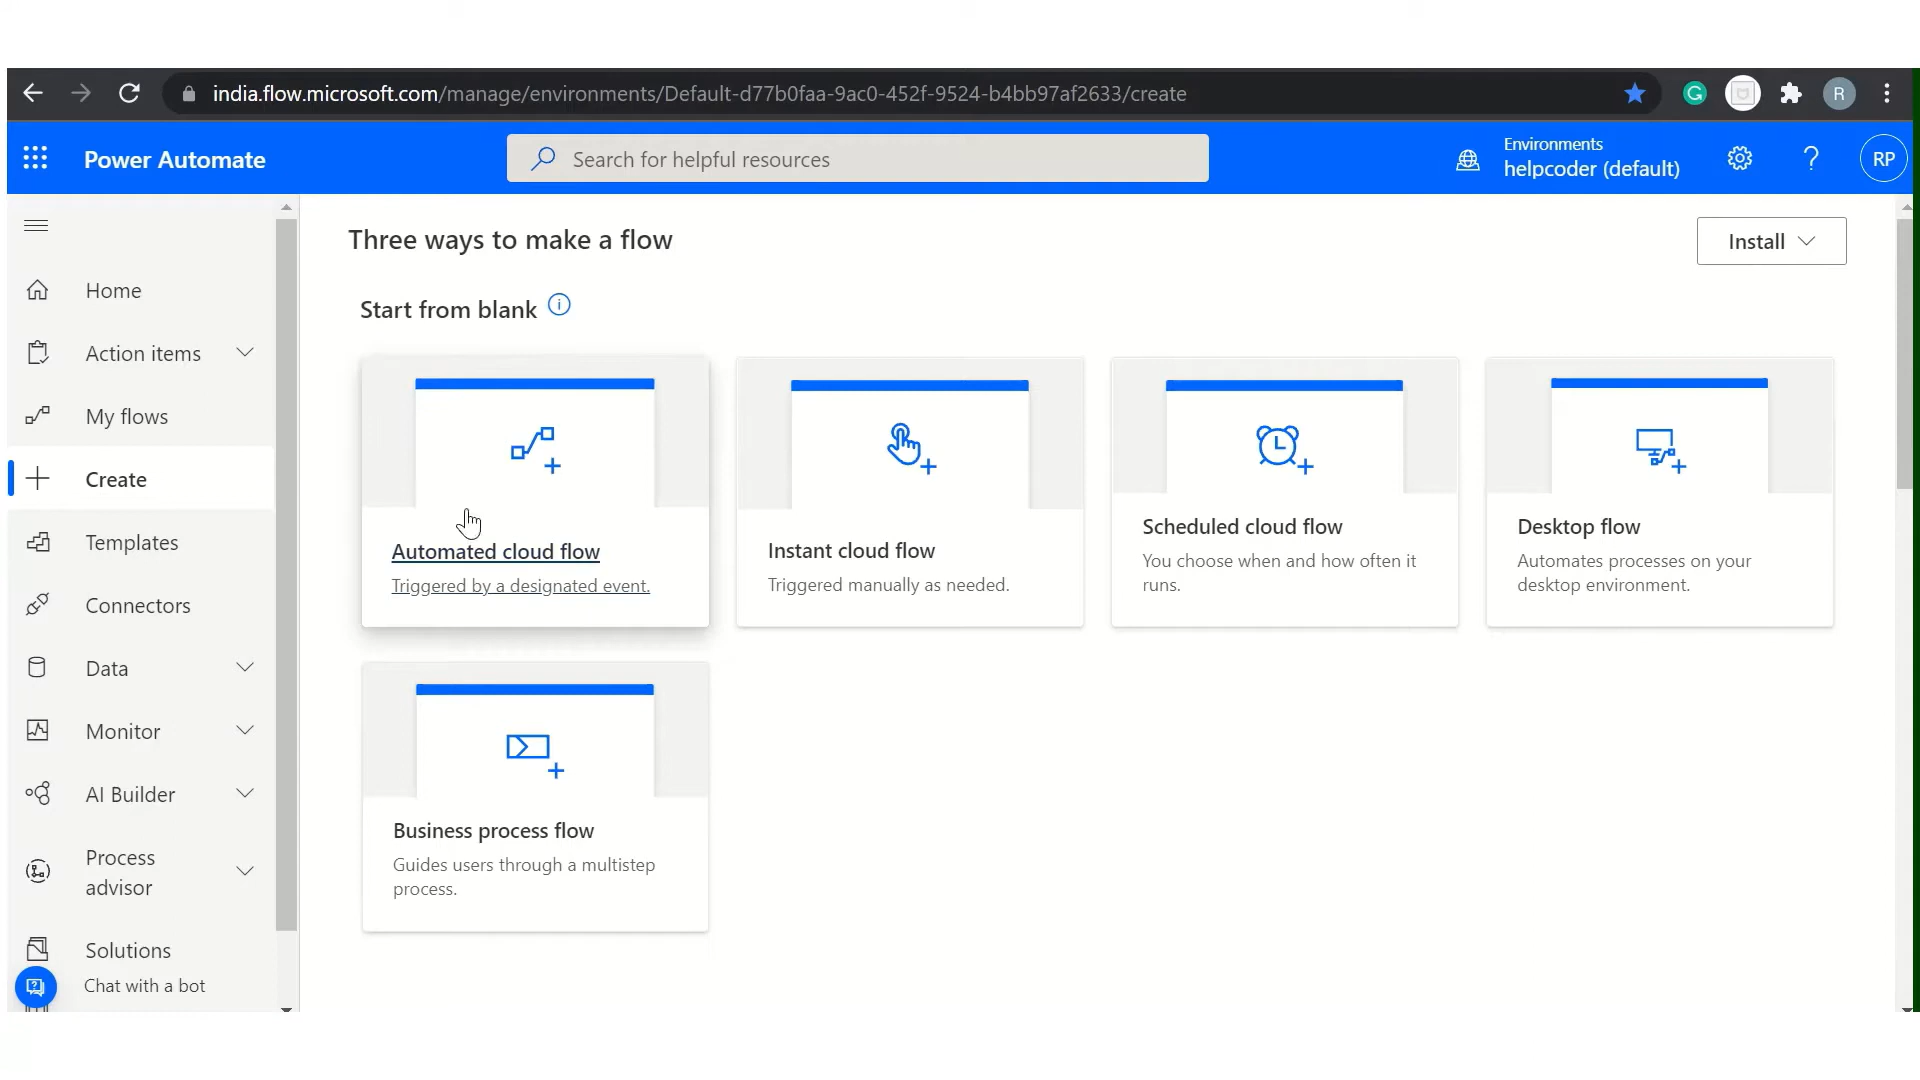 india.flow.microsoft.com/manage/environments/Default-d77b0faa-9ac0-452f-9524-b4bb97af2633/create
G
R
Power Automate
Search for helpful resources
Environments
helpcoder (default)
?
RP
Three ways to make a flow
Install
Start from blank
Home
Action items
My flows
Create
Templates
Connectors
Data
Monitor
AI Builder
Process
advisor
Solutions
Chat with a bot
Automated cloud flow
Triggered by a designated event.
Instant cloud flow
Triggered manually as needed.
Scheduled cloud flow
You choose when and how often it
runs.
Desktop flow
Automates processes on your
desktop environment.
Business process flow
Guides users through a multistep
process.